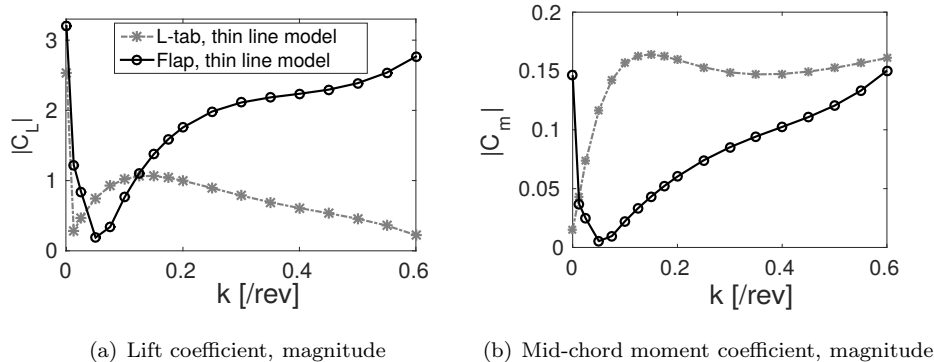 L-tab, thin line model
Flap, thin line model
|C_L|
3
2
1
0
0 0.2 0.4 0.6
k [/rev]
(a) Lift coefficient, magnitude
|C_m|
0.2
0.15
0.1
0.05
0
0 0.2 0.4 0.6
k [/rev]
(b) Mid-chord moment coefficient, magnitude